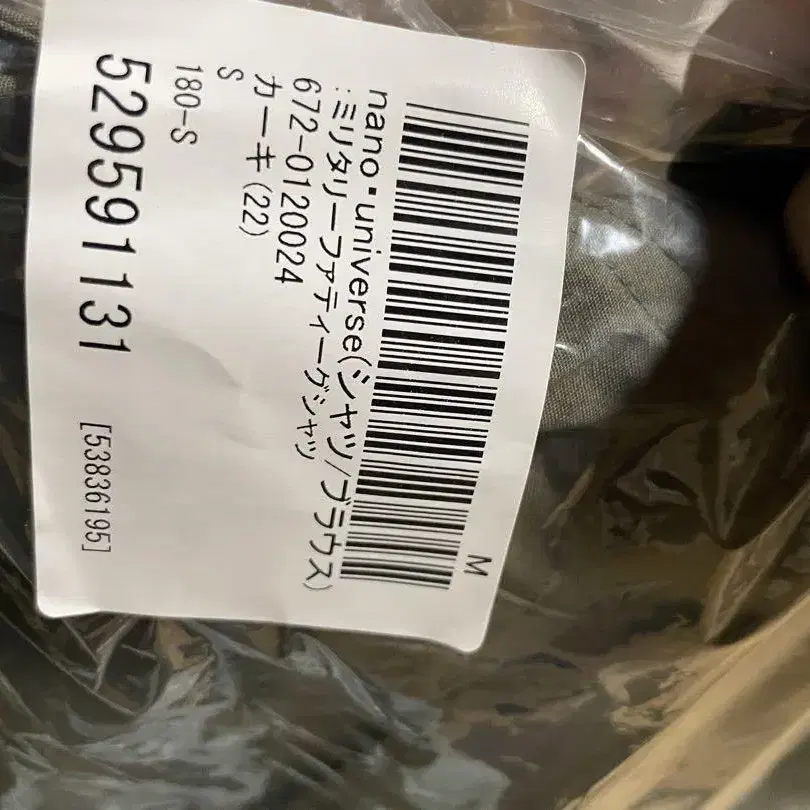 M
nano・universe(シャツ/ブラウス)
:ミリタリーファティーグシャツ
672-0120024
カーキ(22)
S
180-S
529591131 [53836195]